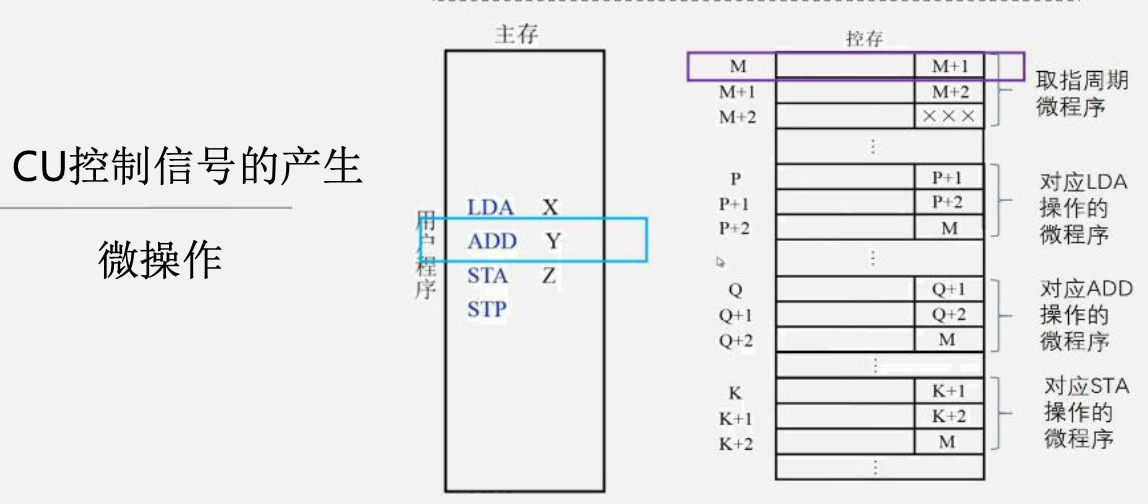 CU控制信号的产生
微操作
主存
用户程序
LDA X
ADD Y
STA Z
STP
控存
M M+1
M+1 M+2
M+2 ×××
⋮
取指周期
微程序
P P+1
P+1 P+2
P+2 M
⋮
对应LDA
操作的
微程序
Q Q+1
Q+1 Q+2
Q+2 M
⋮
对应ADD
操作的
微程序
K K+1
K+1 K+2
K+2 M
⋮
对应STA
操作的
微程序